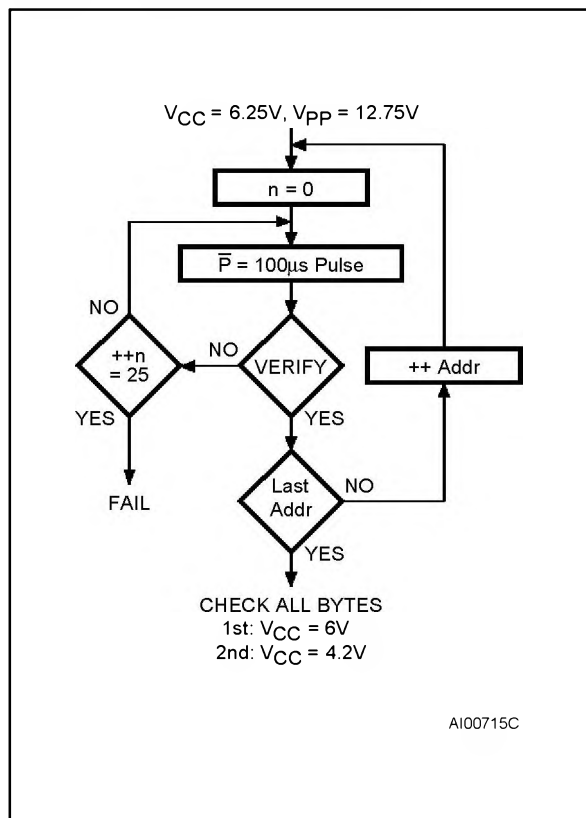 VCC = 6.25V, VPP = 12.75V
n = 0
P̅ = 100μs Pulse
NO
++n
= 25
NO
VERIFY
++ Addr
YES
YES
Last
Addr
NO
FAIL
YES
CHECK ALL BYTES
1st: VCC = 6V
2nd: VCC = 4.2V
AI00715C